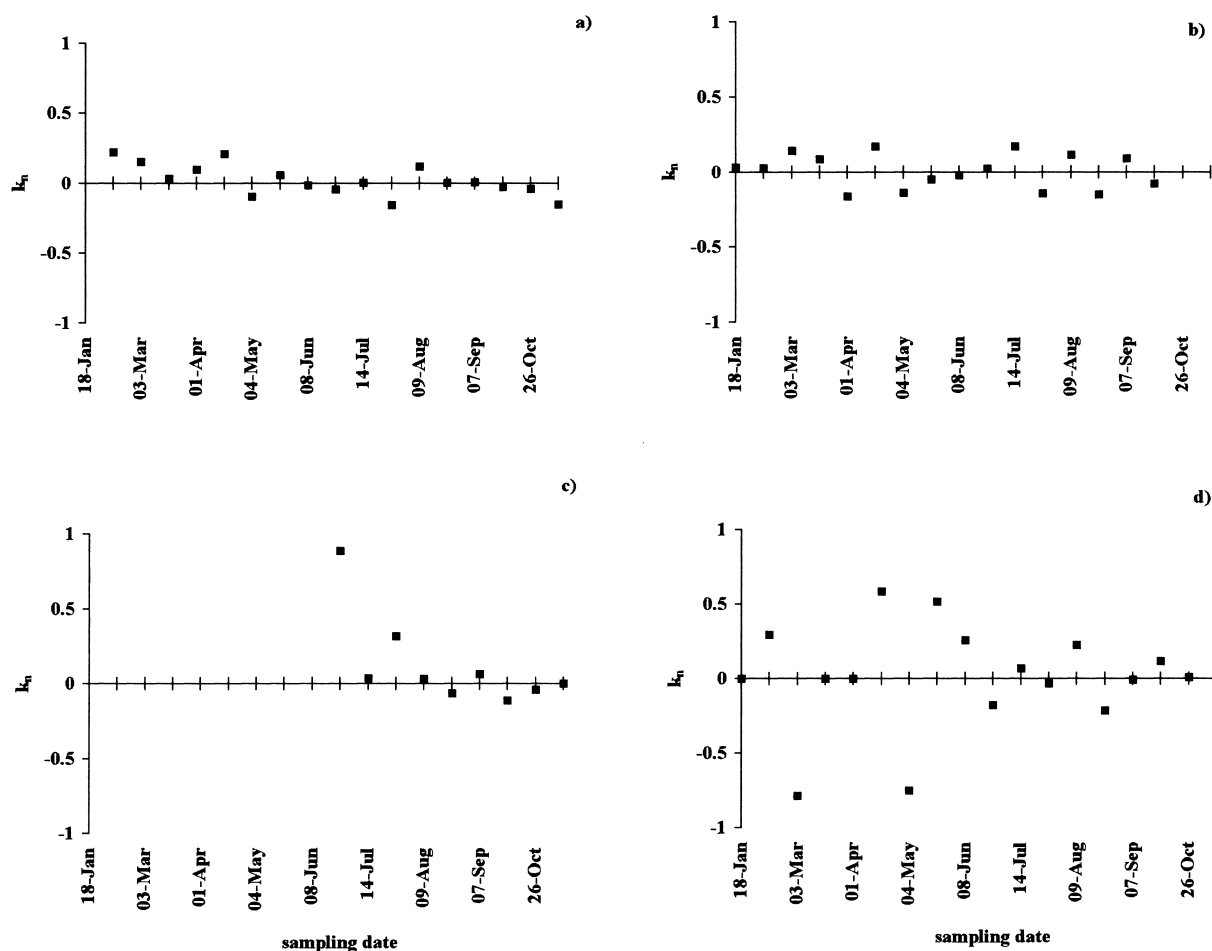 a)
1
0.5
0
-0.5
-1
kn
18-Jan
03-Mar
01-Apr
04-May
08-Jun
14-Jul
09-Aug
07-Sep
26-Oct
b)
1
0.5
0
-0.5
-1
kn
18-Jan
03-Mar
01-Apr
04-May
08-Jun
14-Jul
09-Aug
07-Sep
26-Oct
c)
1
0.5
0
-0.5
-1
kn
18-Jan
03-Mar
01-Apr
04-May
08-Jun
14-Jul
09-Aug
07-Sep
26-Oct
sampling date
d)
1
0.5
0
-0.5
-1
kn
18-Jan
03-Mar
01-Apr
04-May
08-Jun
14-Jul
09-Aug
07-Sep
26-Oct
sampling date